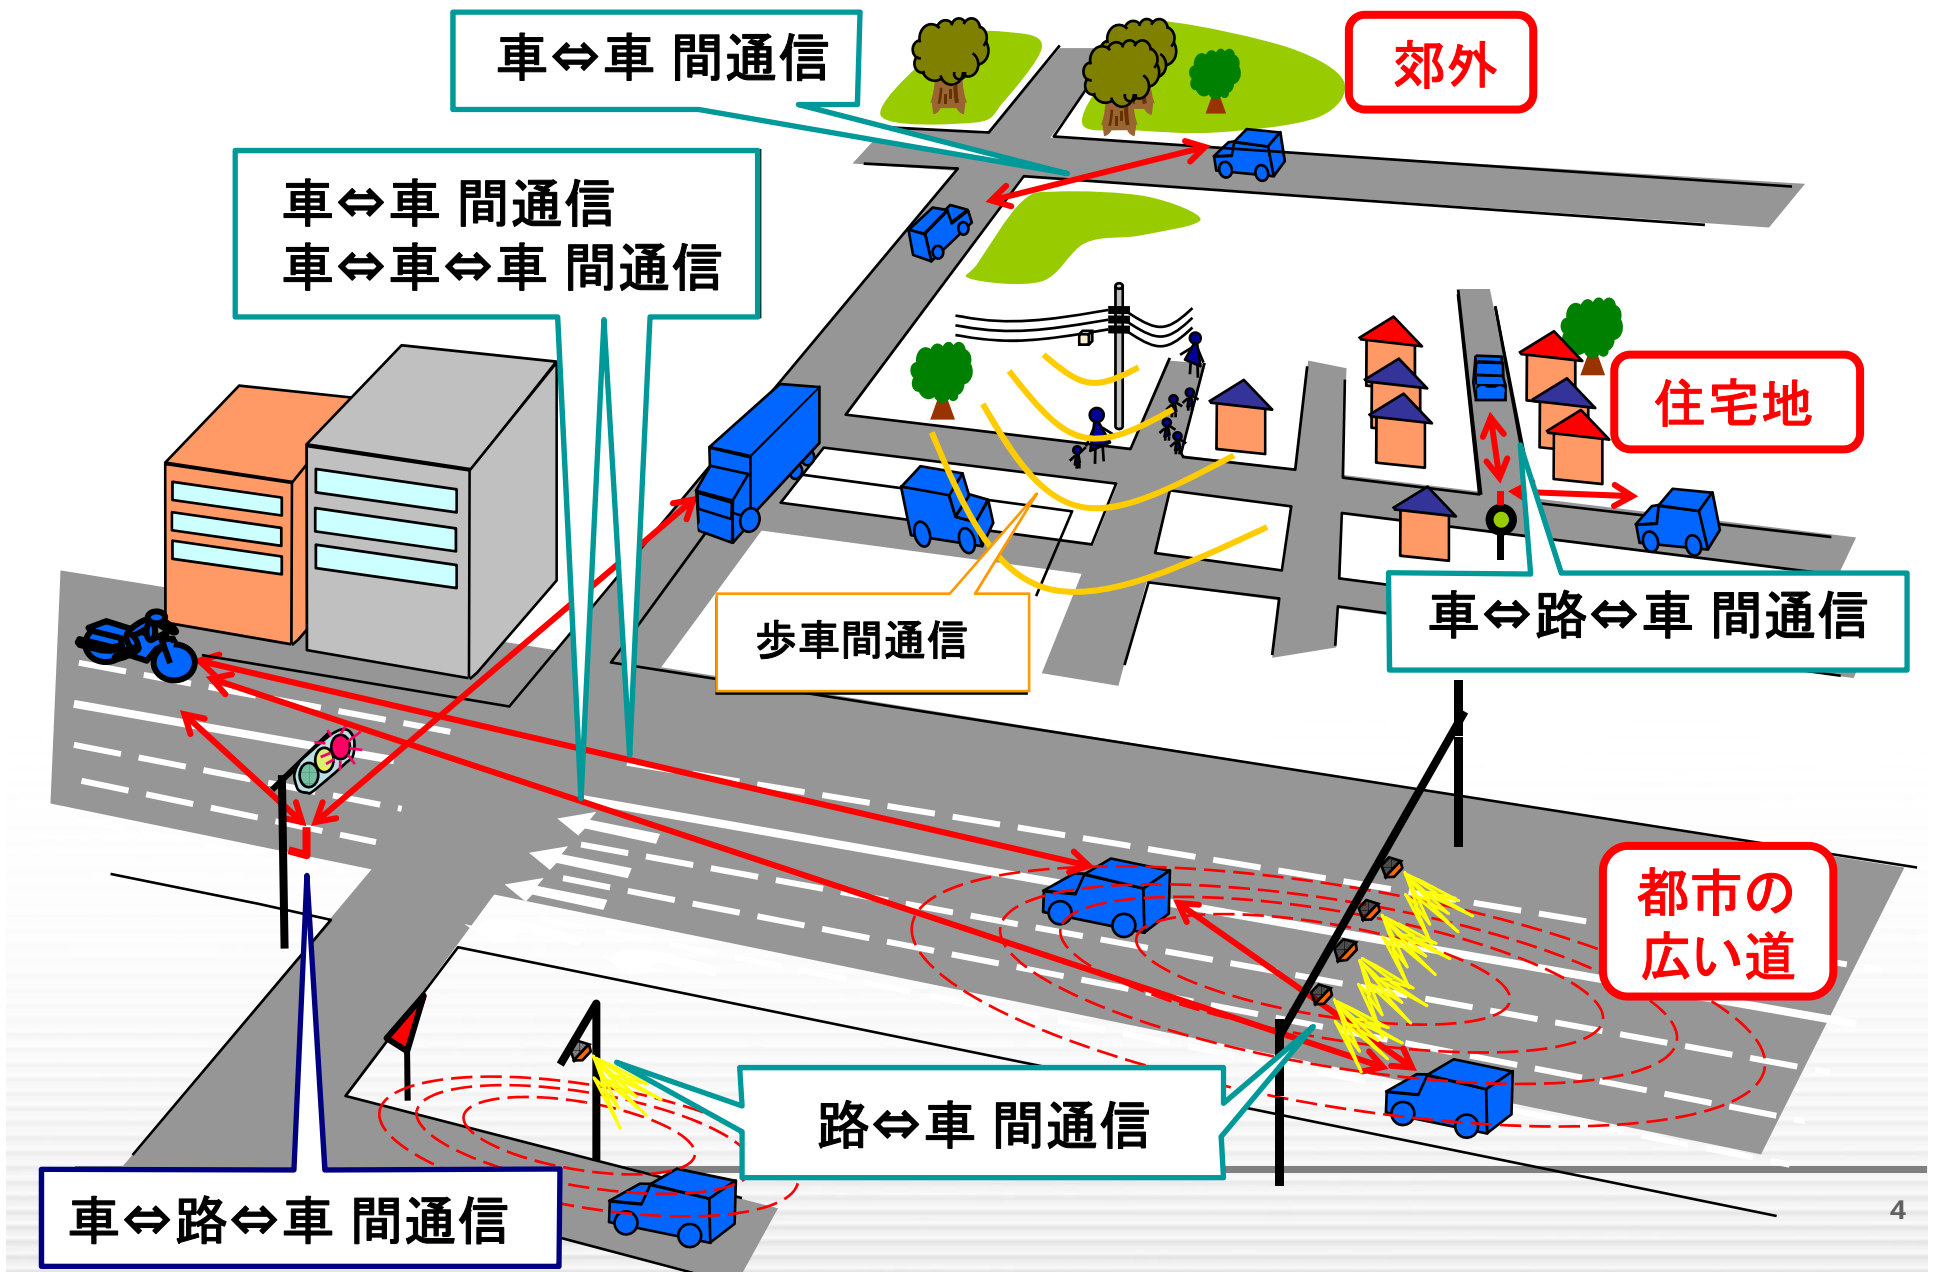 車⇔車 間通信
郊外
車⇔車 間通信
車⇔車⇔車 間通信
住宅地
歩車間通信
車⇔路⇔車 間通信
都市の
広い道
路⇔車 間通信
車⇔路⇔車 間通信
4